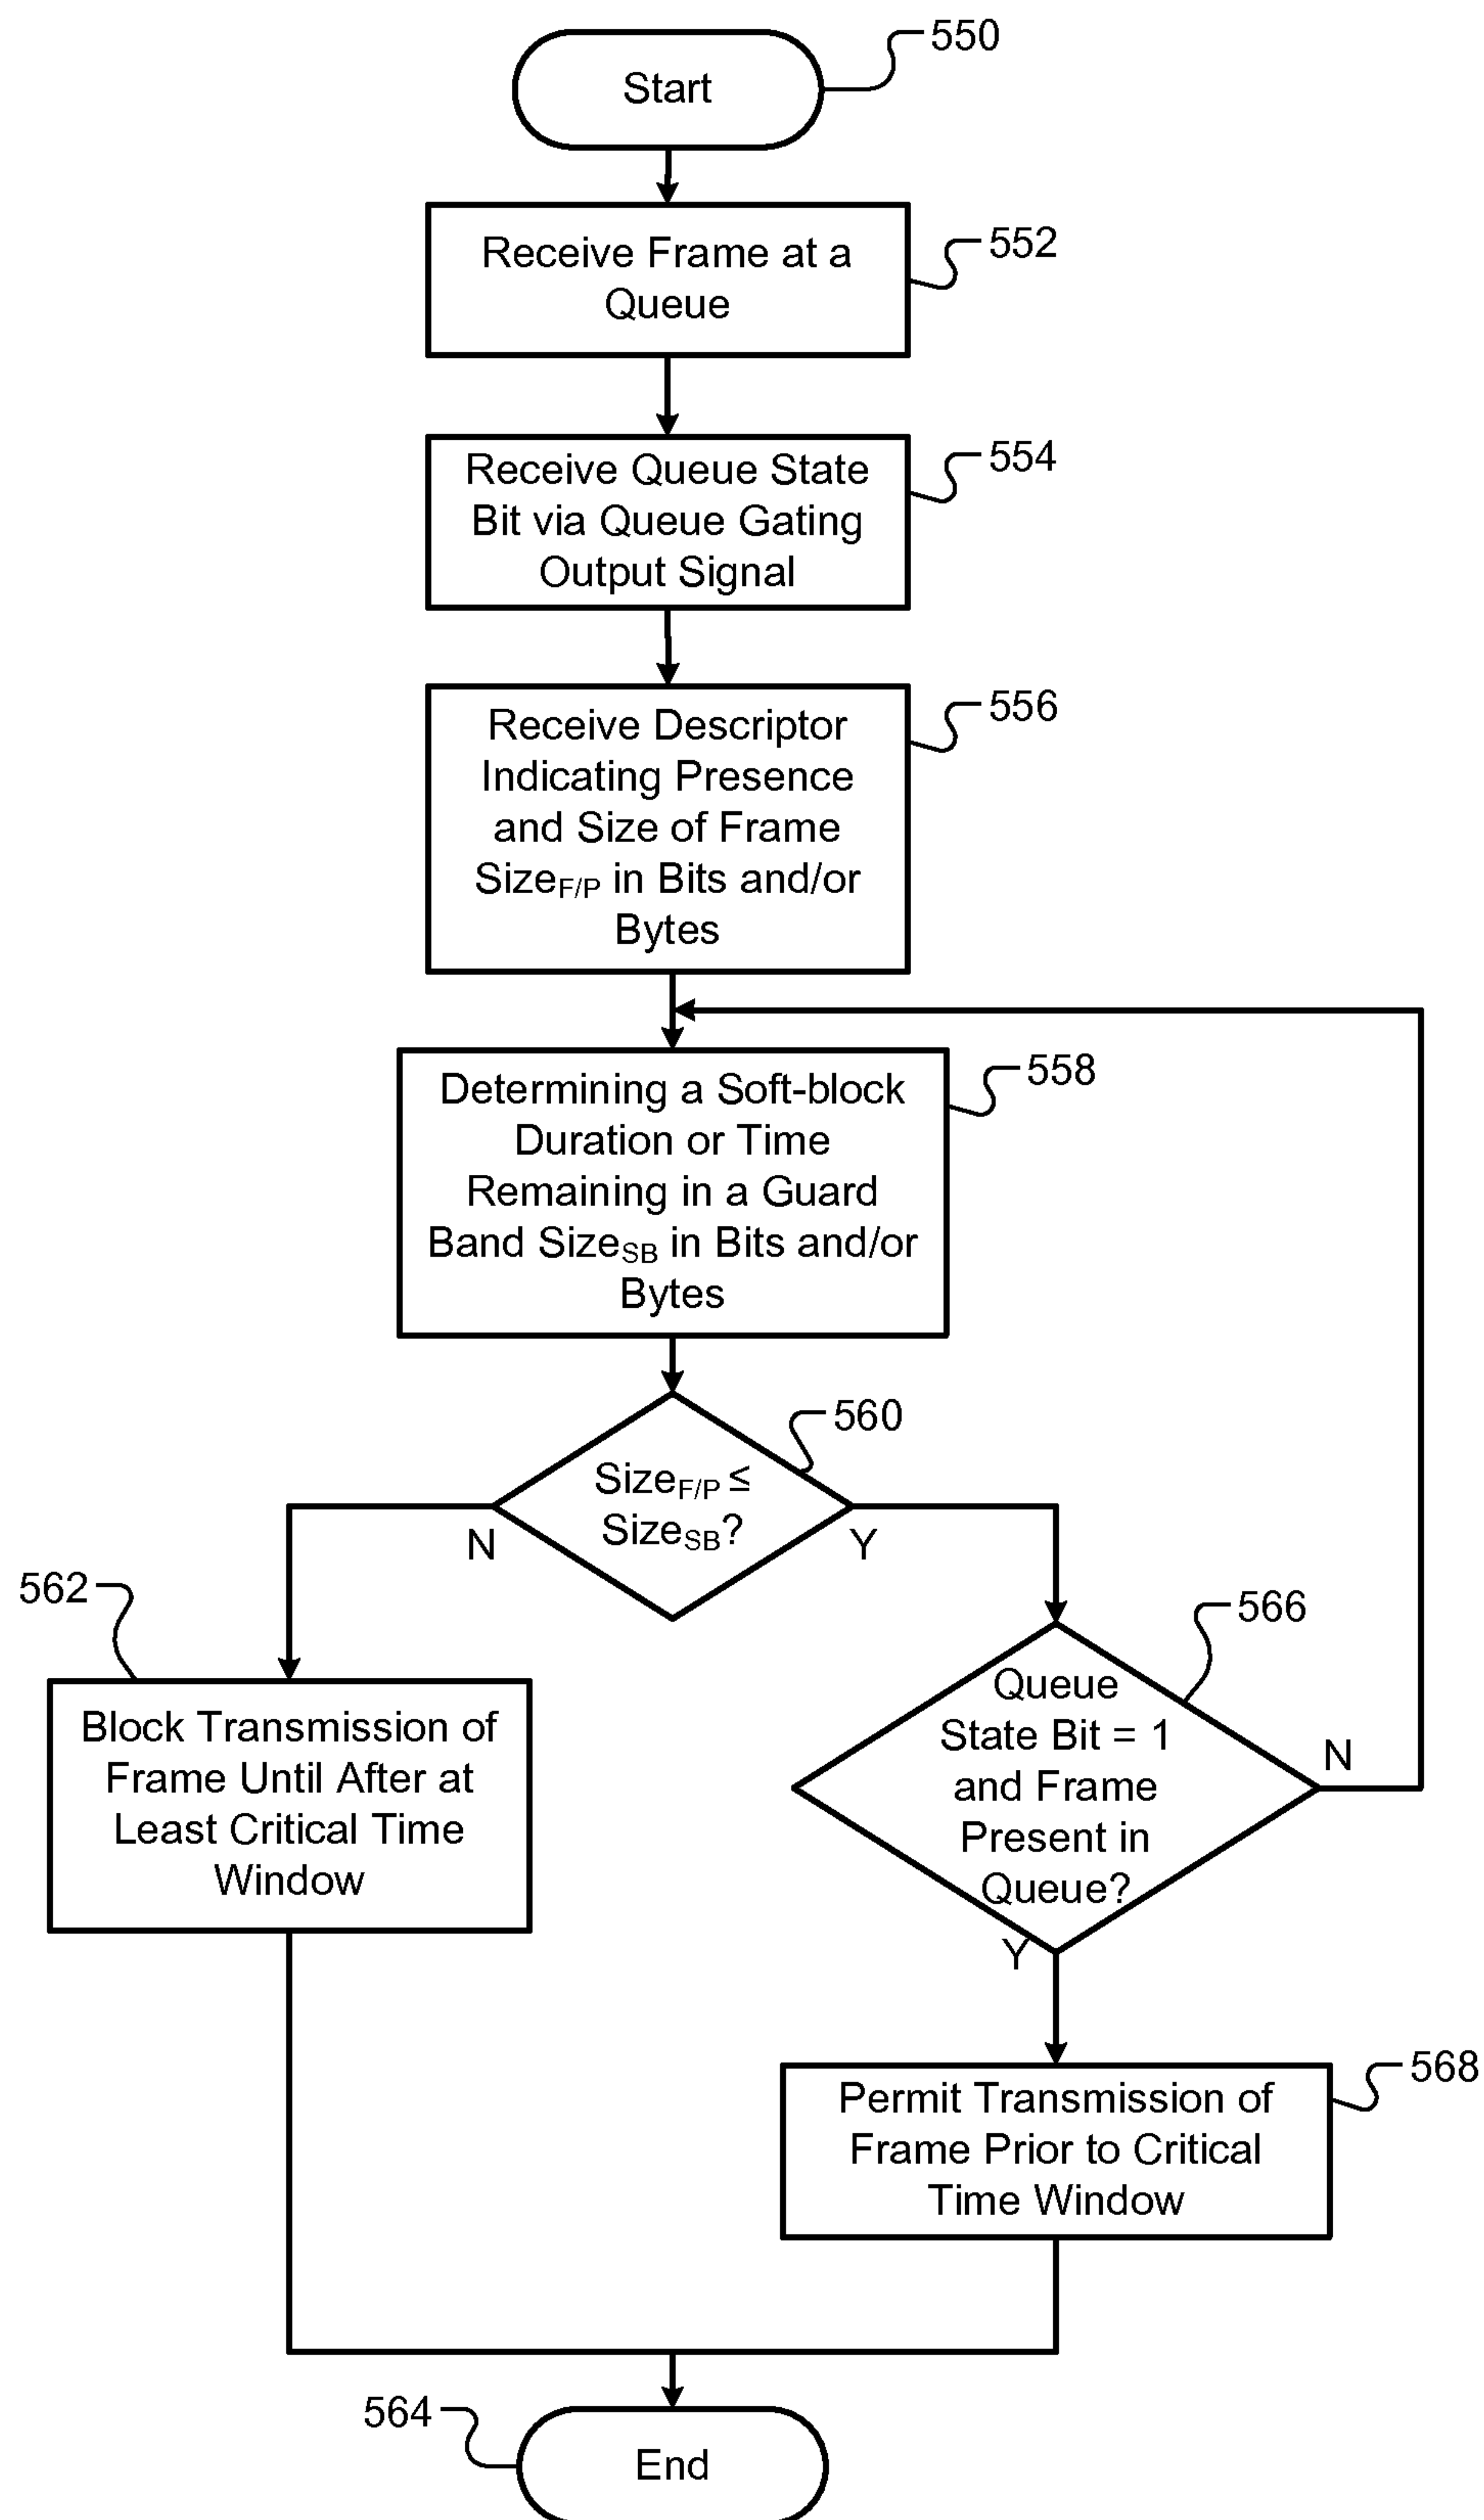 Start
550
Receive Frame at a
Queue
552
Receive Queue State
Bit via Queue Gating
Output Signal
554
Receive Descriptor
Indicating Presence
and Size of Frame
Size_F/P in Bits and/or
Bytes
556
Determining a Soft-block
Duration or Time
Remaining in a Guard
Band Size_SB in Bits and/or
Bytes
558
Size_F/P ≤
Size_SB?
560
N
Y
562
Block Transmission of
Frame Until After at
Least Critical Time
Window
Queue
State Bit = 1
and Frame
Present in
Queue?
566
N
Y
Permit Transmission of
Frame Prior to Critical
Time Window
568
564
End